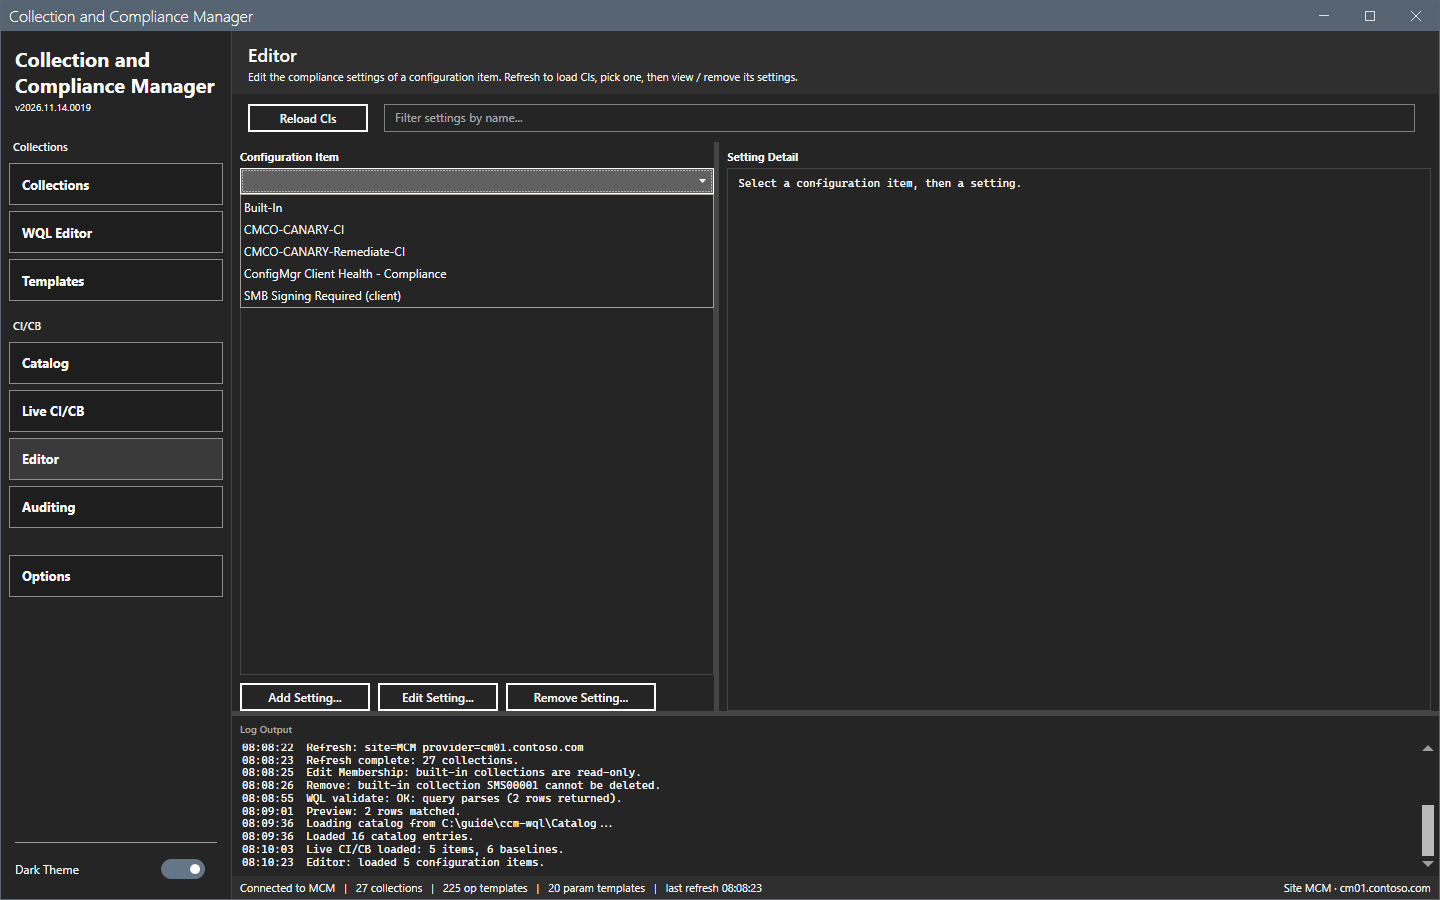 Collection and Compliance Manager
Collection and
Compliance Manager
v2026.11.14.0019
Collections
Collections
WQL Editor
Templates
CI/CB
Catalog
Live CI/CB
Editor
Auditing
Options
Dark Theme
Editor
Edit the compliance settings of a configuration item. Refresh to load CIs, pick one, then view / remove its settings.
Reload CIs
Filter settings by name...
Configuration Item
Built-In
CMCO-CANARY-CI
CMCO-CANARY-Remediate-CI
ConfigMgr Client Health - Compliance
SMB Signing Required (client)
Add Setting...
Edit Setting...
Remove Setting...
Setting Detail
Select a configuration item, then a setting.
Log Output
08:08:22 Refresh: site=MCM provider=cm01.contoso.com
08:08:23 Refresh complete: 27 collections.
08:08:25 Edit Membership: built-in collections are read-only.
08:08:26 Remove: built-in collection SMS00001 cannot be deleted.
08:08:55 WQL validate: OK: query parses (2 rows returned).
08:09:01 Preview: 2 rows matched.
08:09:36 Loading catalog from C:\guide\ccm-wql\Catalog...
08:09:36 Loaded 16 catalog entries.
08:10:03 Live CI/CB loaded: 5 items, 6 baselines.
08:10:23 Editor: loaded 5 configuration items.
Connected to MCM | 27 collections | 225 op templates | 20 param templates | last refresh 08:08:23
Site MCM · cm01.contoso.com